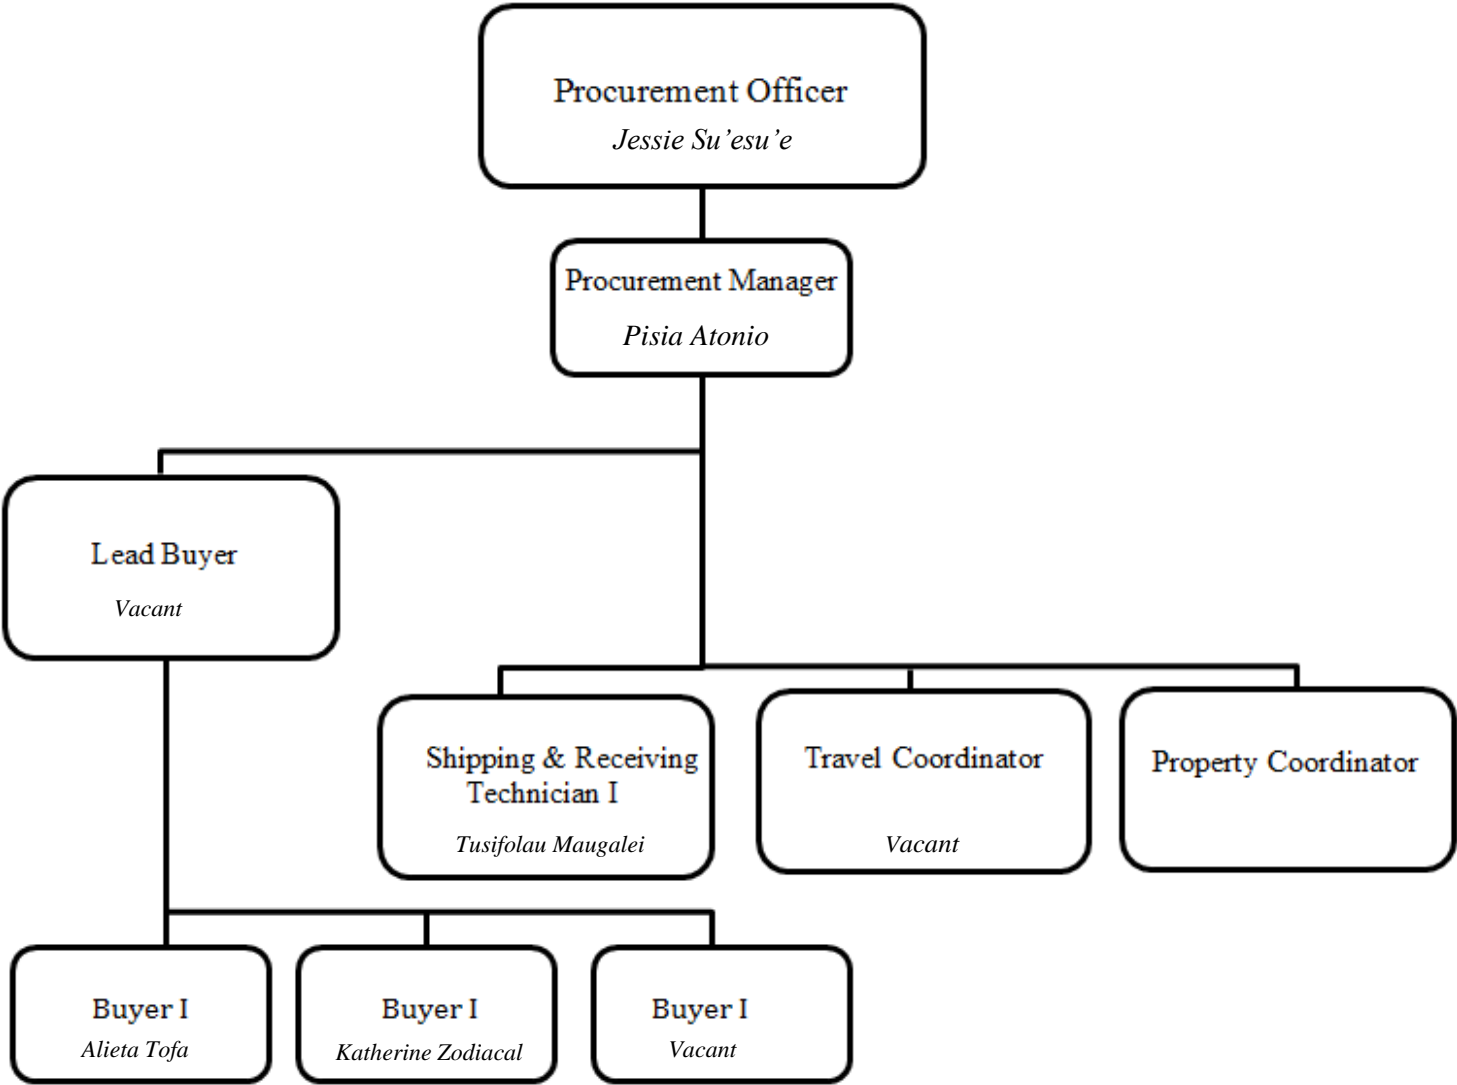 Procurement Officer
Jessie Su’esu’e
Procurement Manager
Pisia Atonio
Lead Buyer
Vacant
Shipping & Receiving
Technician I
Tusifolau Maugalei
Travel Coordinator
Vacant
Property Coordinator
Buyer I
Alieta Tofa
Buyer I
Katherine Zodiacal
Buyer I
Vacant